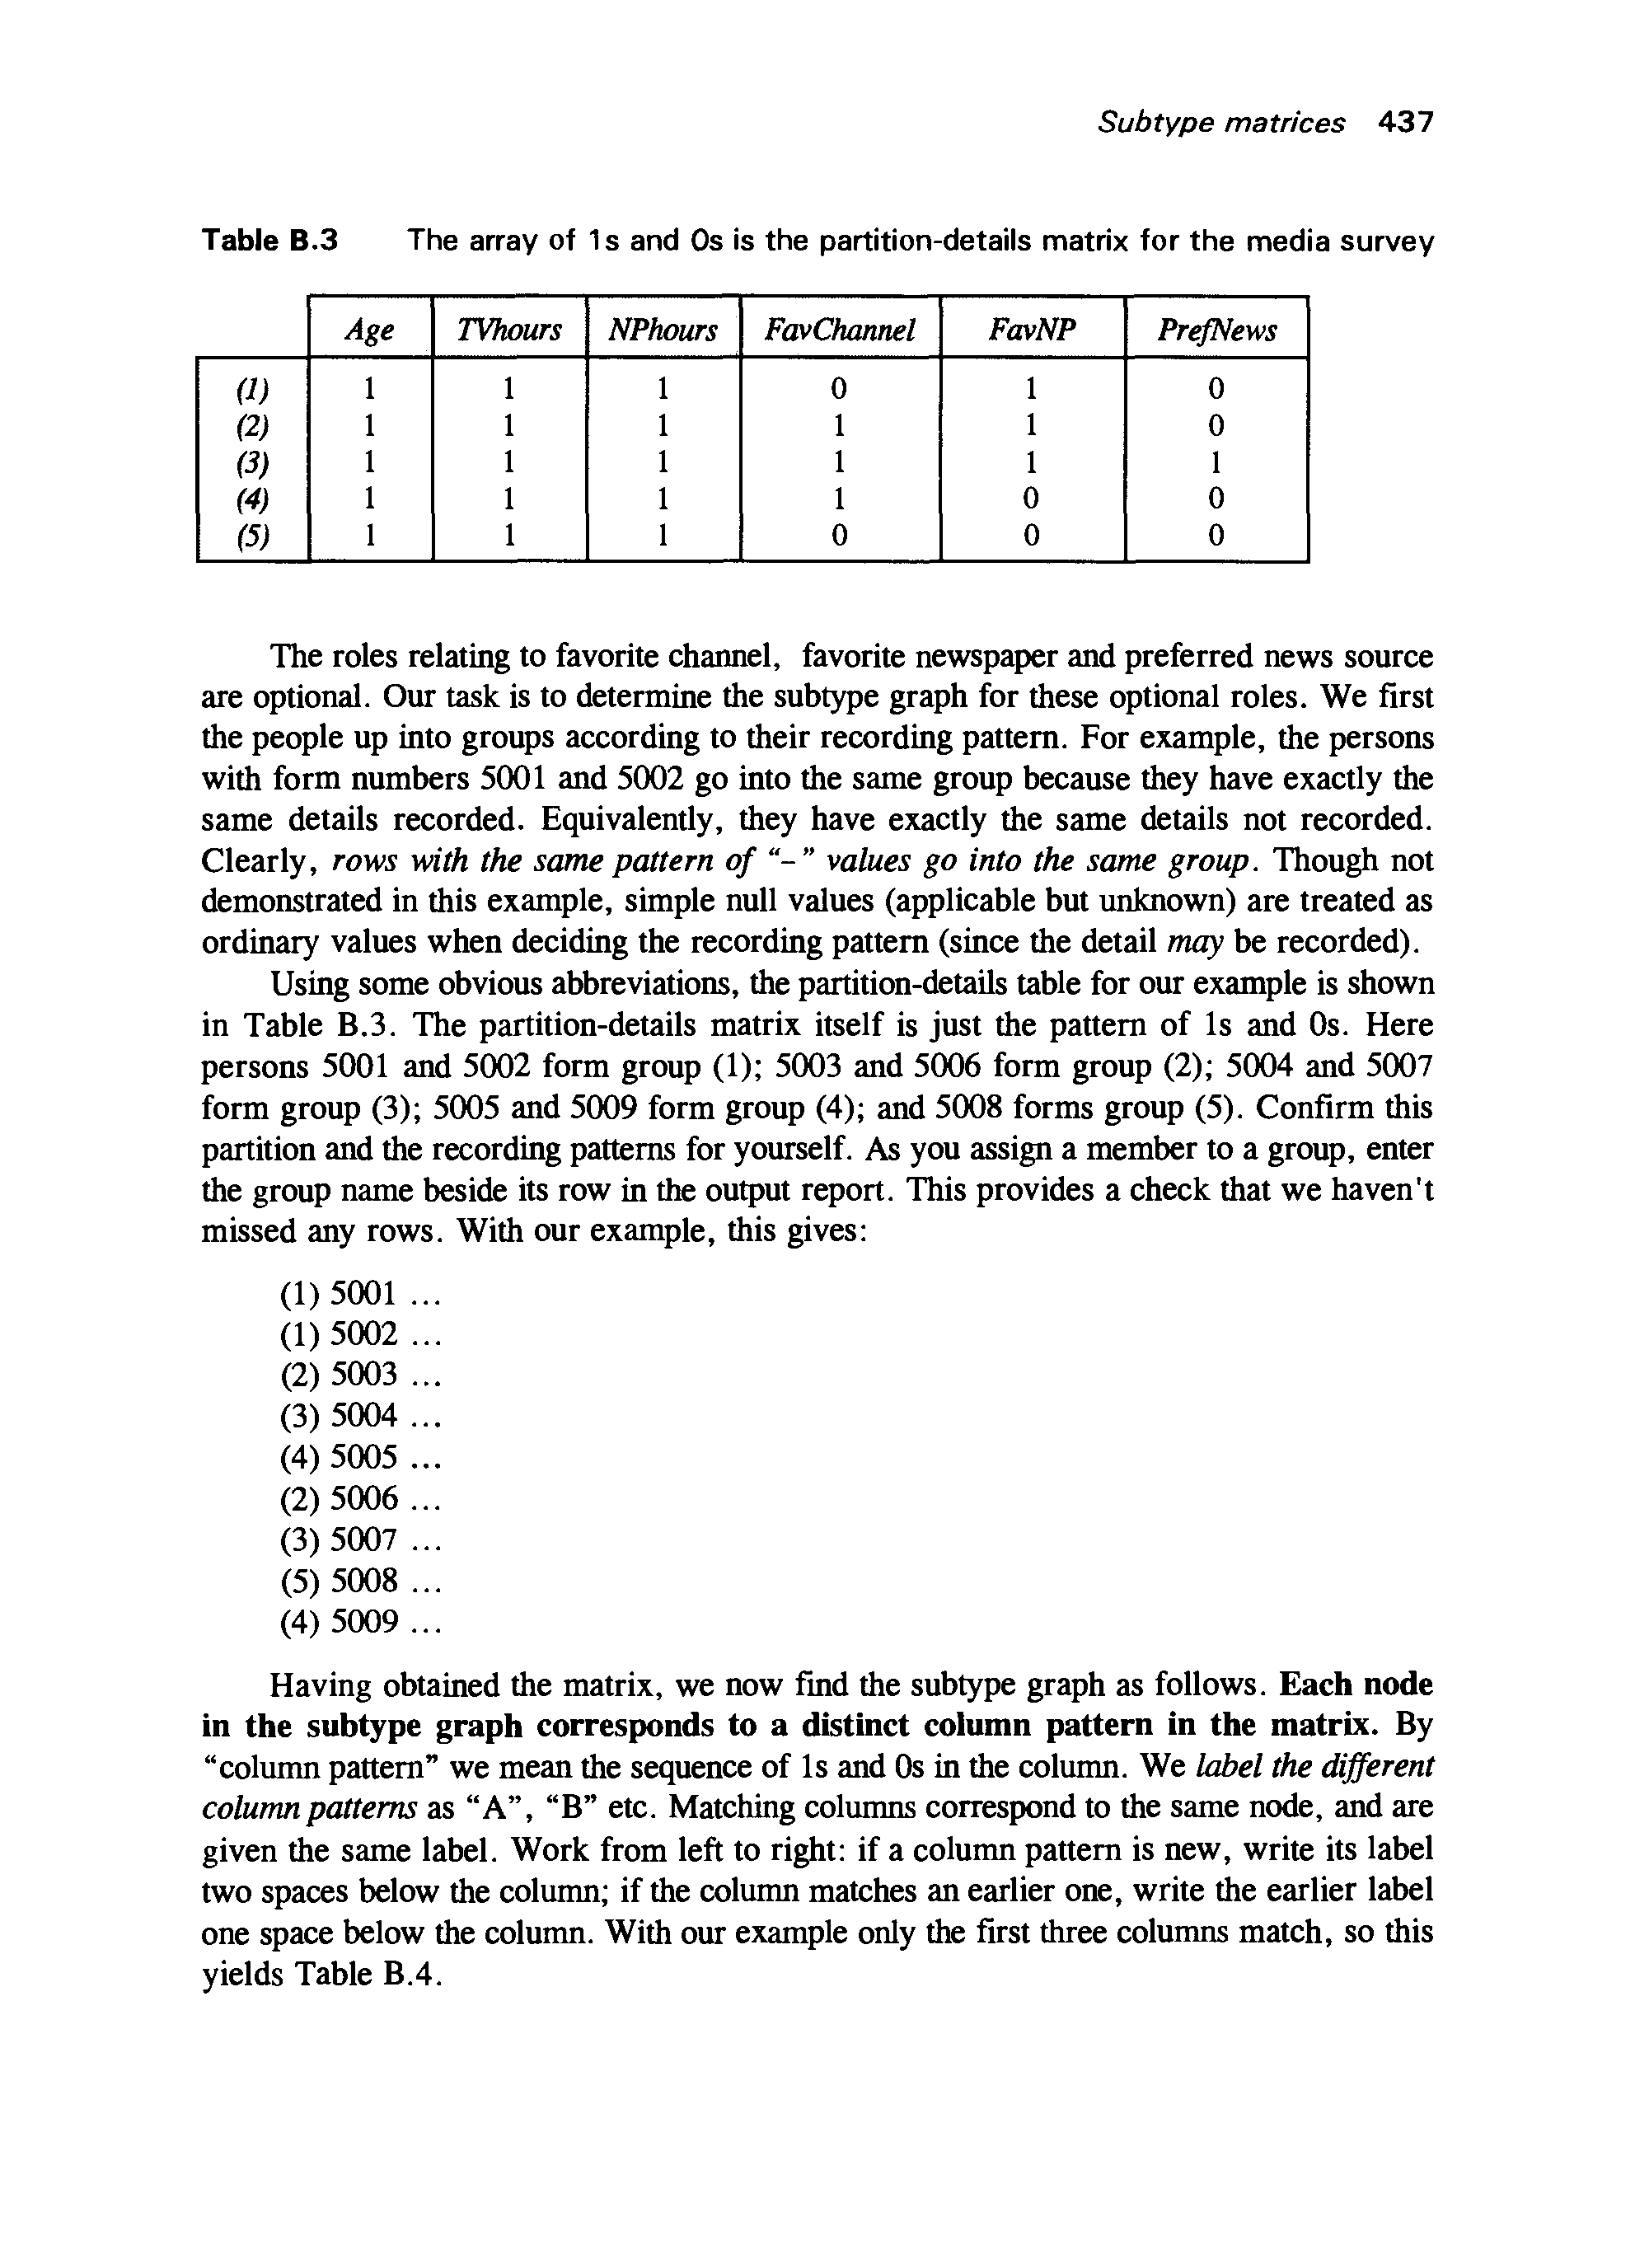 Subtype matrices 437
Table B.3 The array of 1s and 0s is the partition-details matrix for the media survey
Age TVhours NPhours FavChannel FavNP PrefNews
(1) 1 1 1 0 1 0
(2) 1 1 1 1 1 0
(3) 1 1 1 1 1 1
(4) 1 1 1 1 0 0
(5) 1 1 1 0 0 0
The roles relating to favorite channel, favorite newspaper and preferred news source
are optional. Our task is to determine the subtype graph for these optional roles. We first
the people up into groups according to their recording pattern. For example, the persons
with form numbers 5001 and 5002 go into the same group because they have exactly the
same details recorded. Equivalently, they have exactly the same details not recorded.
Clearly, rows with the same pattern of “-” values go into the same group. Though not
demonstrated in this example, simple null values (applicable but unknown) are treated as
ordinary values when deciding the recording pattern (since the detail may be recorded).
Using some obvious abbreviations, the partition-details table for our example is shown
in Table B.3. The partition-details matrix itself is just the pattern of 1s and 0s. Here
persons 5001 and 5002 form group (1); 5003 and 5006 form group (2); 5004 and 5007
form group (3); 5005 and 5009 form group (4); and 5008 forms group (5). Confirm this
partition and the recording patterns for yourself. As you assign a member to a group, enter
the group name beside its row in the output report. This provides a check that we haven't
missed any rows. With our example, this gives:
(1) 5001 ...
(1) 5002 ...
(2) 5003 ...
(3) 5004 ...
(4) 5005 ...
(2) 5006 ...
(3) 5007 ...
(5) 5008 ...
(4) 5009 ...
Having obtained the matrix, we now find the subtype graph as follows. Each node
in the subtype graph corresponds to a distinct column pattern in the matrix. By
“column pattern” we mean the sequence of 1s and 0s in the column. We label the different
column patterns as “A”, “B” etc. Matching columns correspond to the same node, and are
given the same label. Work from left to right: if a column pattern is new, write its label
two spaces below the column; if the column matches an earlier one, write the earlier label
one space below the column. With our example only the first three columns match, so this
yields Table B.4.